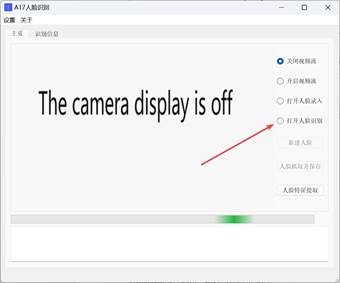 A17人脸识别
设置 关于
主页 识别信息
The camera display is off
关闭视频流
开启视频流
打开人脸录入
打开人脸识别
新建人脸
人脸抓取并保存
人脸特征提取